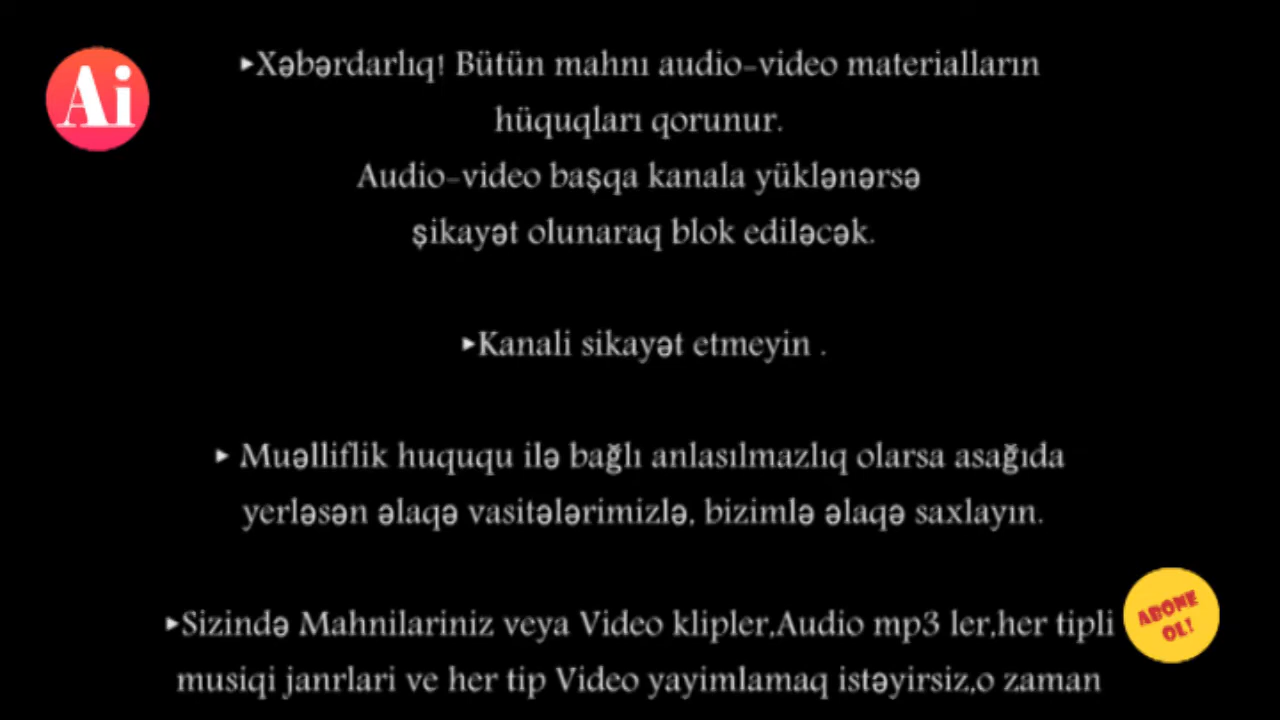 Ai
▸Xəbərdarlıq! Bütün mahnı audio-video materialların
hüquqları qorunur.
Audio-video başqa kanala yüklənərsə
şikayət olunaraq blok ediləcək.
▸Kanali sikayət etmeyin .
▸ Muəlliflik huququ ilə bağlı anlasılmazlıq olarsa asağıda
yerləsən əlaqə vasitələrimizlə, bizimlə əlaqə saxlayın.
▸Sizində Mahnilariniz veya Video klipler,Audio mp3 ler,her tipli
musiqi janrlari ve her tip Video yayimlamaq istəyirsiz,o zaman
ABONE
OL!